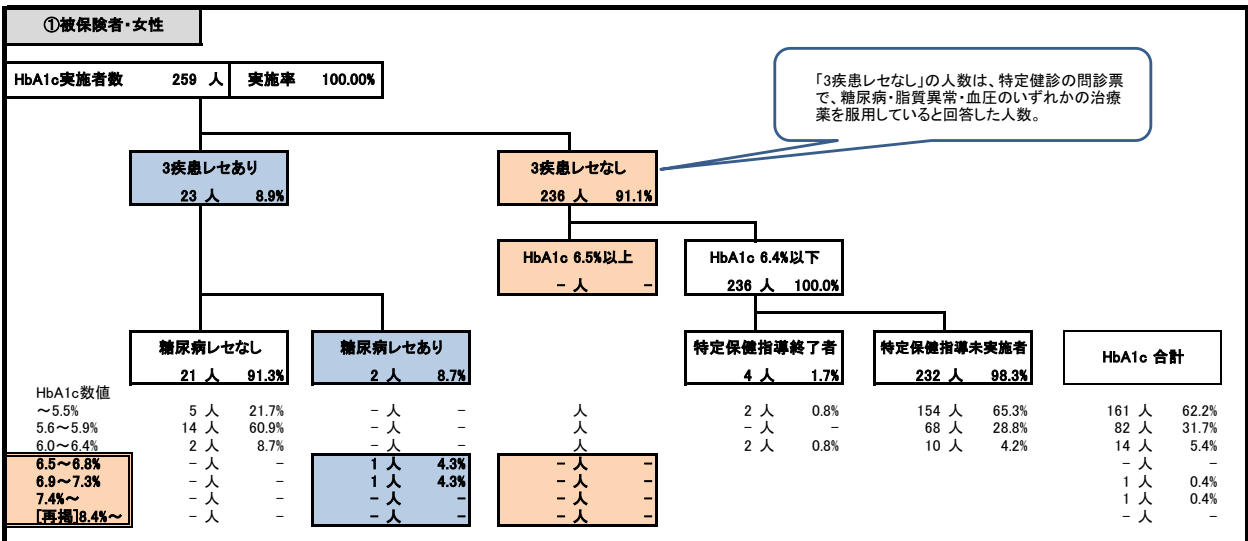 ①被保険者・女性
HbA1c実施者数 259 人 実施率 100.00%
「3疾患レセなし」の人数は、特定健診の問診票
で、糖尿病・脂質異常・血圧のいずれかの治療
薬を服用していると回答した人数。
3疾患レセあり
23 人 8.9%
3疾患レセなし
236 人 91.1%
HbA1c 6.5%以上
- 人 -
HbA1c 6.4%以下
236 人 100.0%
糖尿病レセなし
21 人 91.3%
糖尿病レセあり
2 人 8.7%
特定保健指導終了者
4 人 1.7%
特定保健指導未実施者
232 人 98.3%
HbA1c 合計
HbA1c数値
～5.5% 5 人 21.7% - 人 - 人 2 人 0.8% 154 人 65.3% 161 人 62.2%
5.6～5.9% 14 人 60.9% - 人 - 人 - 人 - 68 人 28.8% 82 人 31.7%
6.0～6.4% 2 人 8.7% - 人 - 人 2 人 0.8% 10 人 4.2% 14 人 5.4%
6.5～6.8% - 人 - 1 人 4.3% - 人 - - 人 -
6.9～7.3% - 人 - 1 人 4.3% - 人 - 1 人 0.4%
7.4%～ - 人 - - 人 - - 人 - 1 人 0.4%
[再掲]8.4%～ - 人 - - 人 - - 人 - - 人 -